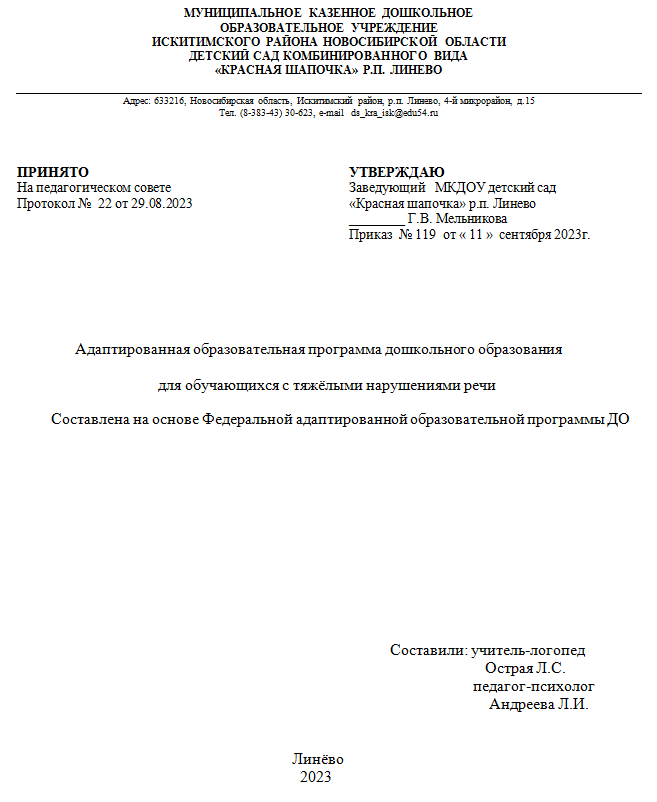 МУНИЦИПАЛЬНОЕ КАЗЕННОЕ ДОШКОЛЬНОЕ
ОБРАЗОВАТЕЛЬНОЕ УЧРЕЖДЕНИЕ
ИСКИТИМСКОГО РАЙОНА НОВОСИБИРСКОЙ ОБЛАСТИ
ДЕТСКИЙ САД КОМБИНИРОВАННОГО ВИДА
«КРАСНАЯ ШАПОЧКА» Р.П. ЛИНЕВО
Адрес: 633216, Новосибирская область, Искитимский район, р.п. Линево, 4-й микрорайон, д.15
Тел. (8-383-43) 30-623, e-mail ds_kra_isk@edu54.ru
ПРИНЯТО
На педагогическом совете
Протокол № 22 от 29.08.2023
УТВЕРЖДАЮ
Заведующий МКДОУ детский сад
«Красная шапочка» р.п. Линево
________ Г.В. Мельникова
Приказ № 119 от « 11 » сентября 2023г.
Адаптированная образовательная программа дошкольного образования
для обучающихся с тяжёлыми нарушениями речи
Составлена на основе Федеральной адаптированной образовательной программы ДО
Составили: учитель-логопед
Острая Л.С.
педагог-психолог
Андреева Л.И.
Линёво
2023